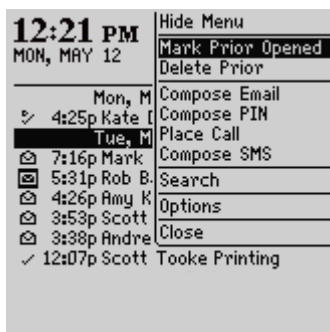 12:21 PM
MON, MAY 12
Hide Menu
Mark Prior Opened
Delete Prior
Compose Email
Compose PIN
Place Call
Compose SMS
Search
Options
Close
Mon, M
4:25p Kate
Tue, M
7:16p Mark
5:31p Rob B.
4:26p Amy K
3:53p Scott
3:38p Andre
12:07p Scott Tooke Printing